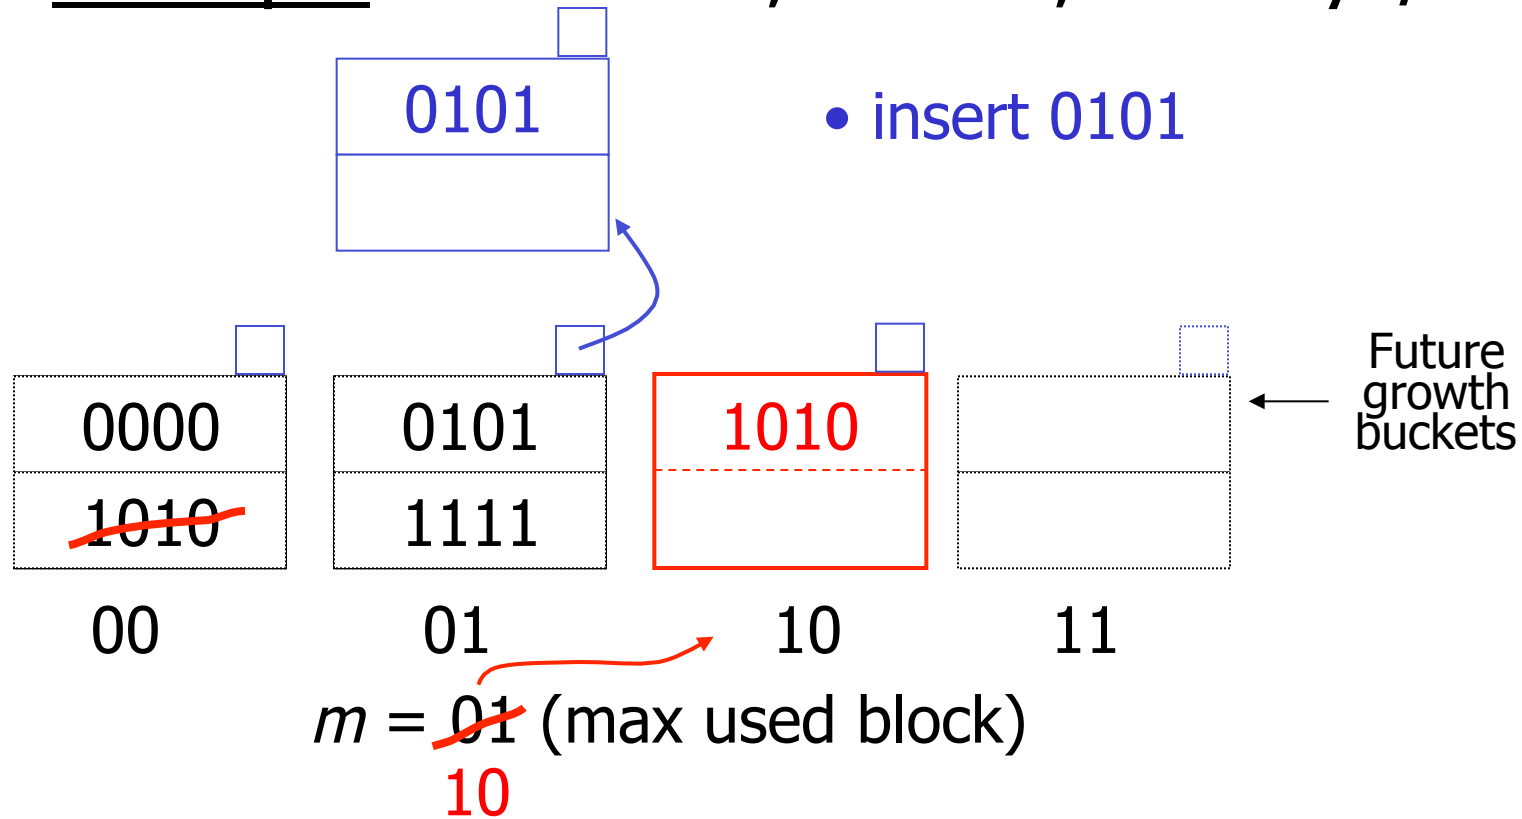 0101
• insert 0101
0000 0101 1010
1010 1111
Future
growth
buckets
00 01 10 11
m = 01 (max used block)
10